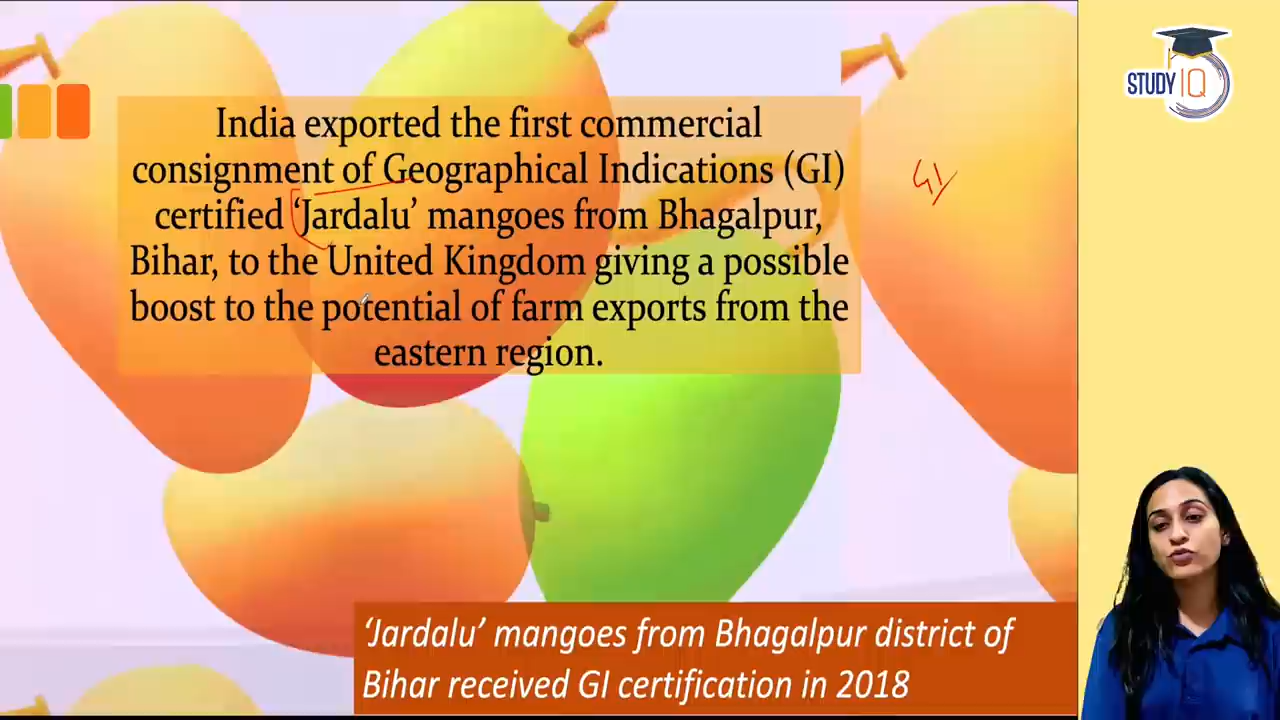 STUDY IQ
India exported the first commercial
consignment of Geographical Indications (GI)
certified ‘Jardalu’ mangoes from Bhagalpur,
Bihar, to the United Kingdom giving a possible
boost to the potential of farm exports from the
eastern region.
GI
‘Jardalu’ mangoes from Bhagalpur district of
Bihar received GI certification in 2018